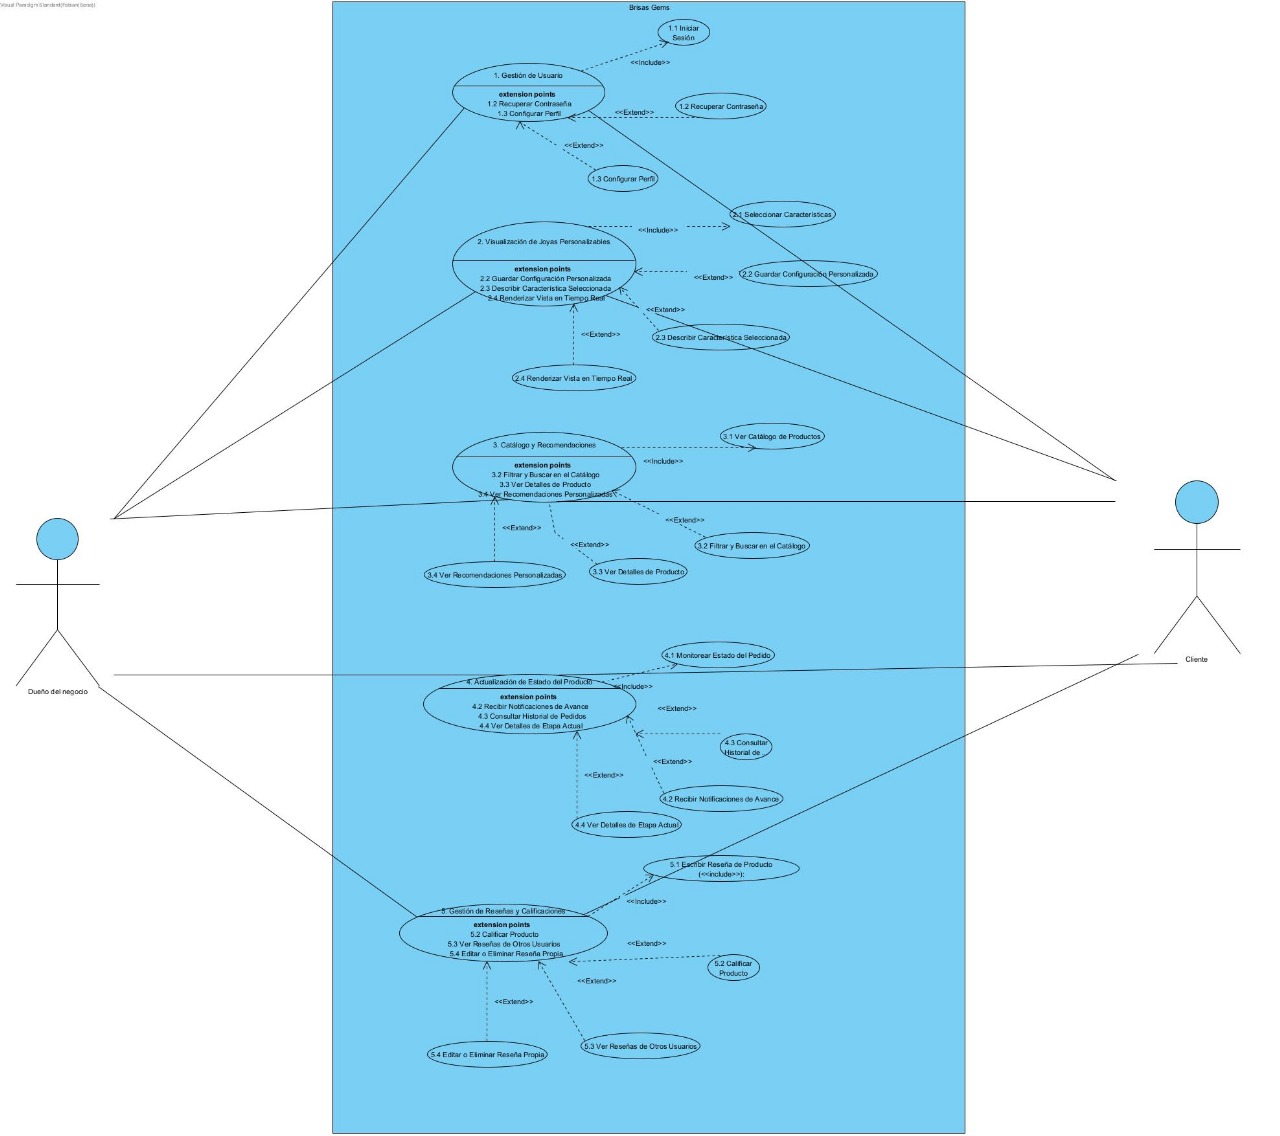 Visual Paradigm Standard(Fabian(Sena))
Brisas Gems
1.1 Iniciar
Sesión
<<Include>>
1. Gestión de Usuario
extension points
1.2 Recuperar Contraseña
1.3 Configurar Perfil
<<Extend>>
1.2 Recuperar Contraseña
<<Extend>>
1.3 Configurar Perfil
2.1 Seleccionar Características
<<Include>>
2. Visualización de Joyas Personalizables
extension points
2.2 Guardar Configuración Personalizada
2.3 Describir Característica Seleccionada
2.4 Renderizar Vista en Tiempo Real
<<Extend>>
2.2 Guardar Configuración Personalizada
<<Extend>>
2.3 Describir Característica Seleccionada
<<Extend>>
2.4 Renderizar Vista en Tiempo Real
3.1 Ver Catálogo de Productos
<<Include>>
3. Catálogo y Recomendaciones
extension points
3.2 Filtrar y Buscar en el Catálogo
3.3 Ver Detalles de Producto
3.4 Ver Recomendaciones Personalizadas
<<Extend>>
<<Extend>>
<<Extend>>
3.2 Filtrar y Buscar en el Catálogo
3.3 Ver Detalles de Producto
3.4 Ver Recomendaciones Personalizadas
Cliente
Dueño del negocio
4.1 Monitorear Estado del Pedido
<<Include>>
4. Actualización de Estado del Producto
extension points
4.2 Recibir Notificaciones de Avance
4.3 Consultar Historial de Pedidos
4.4 Ver Detalles de Etapa Actual
<<Extend>>
4.3 Consultar
Historial de ...
<<Extend>>
<<Extend>>
4.2 Recibir Notificaciones de Avance
4.4 Ver Detalles de Etapa Actual
5.1 Escribir Reseña de Producto
(<<include>>):
<<Include>>
5. Gestión de Reseñas y Calificaciones
extension points
5.2 Calificar Producto
5.3 Ver Reseñas de Otros Usuarios
5.4 Editar o Eliminar Reseña Propia
<<Extend>>
5.2 Calificar
Producto
<<Extend>>
<<Extend>>
5.3 Ver Reseñas de Otros Usuarios
5.4 Editar o Eliminar Reseña Propia